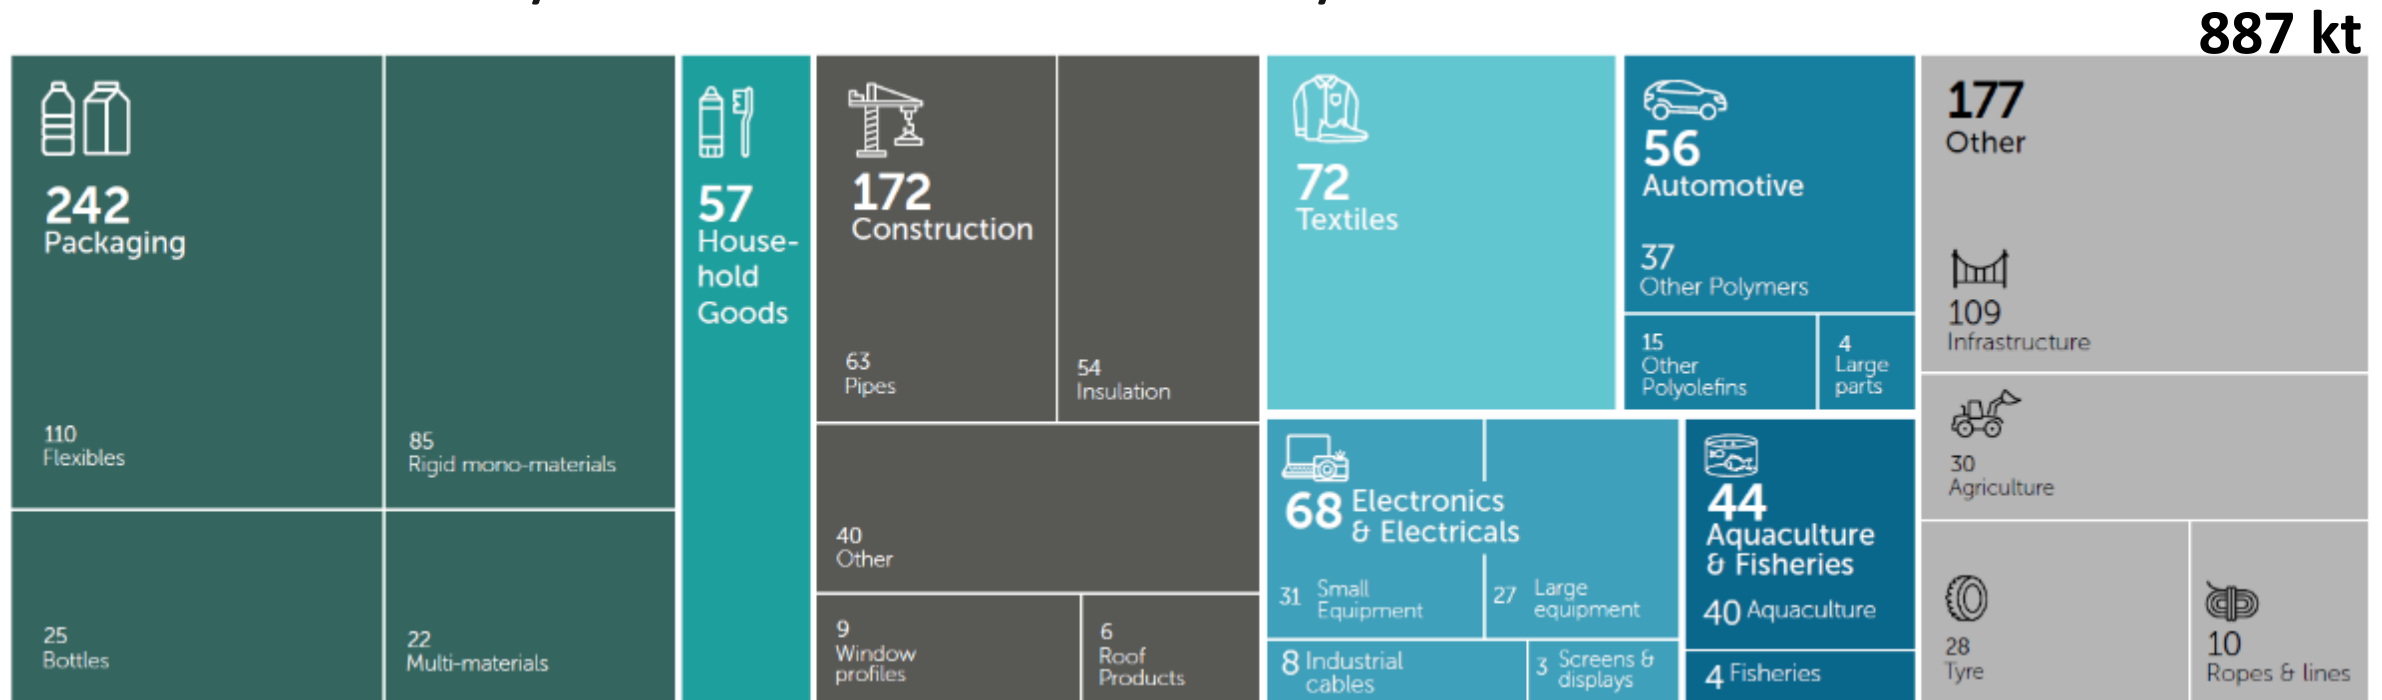 887 kt
242
Packaging
110
Flexibles
85
Rigid mono-materials
25
Bottles
22
Multi-materials
57
House-
hold
Goods
172
Construction
63
Pipes
54
Insulation
40
Other
9
Window
profiles
6
Roof
Products
72
Textiles
56
Automotive
37
Other Polymers
15
Other
Polyolefins
4
Large
parts
68 Electronics
& Electricals
31 Small
Equipment
27 Large
equipment
8 Industrial
cables
3 Screens &
displays
44
Aquaculture
& Fisheries
40 Aquaculture
4 Fisheries
177
Other
109
Infrastructure
30
Agriculture
28
Tyre
10
Ropes & lines